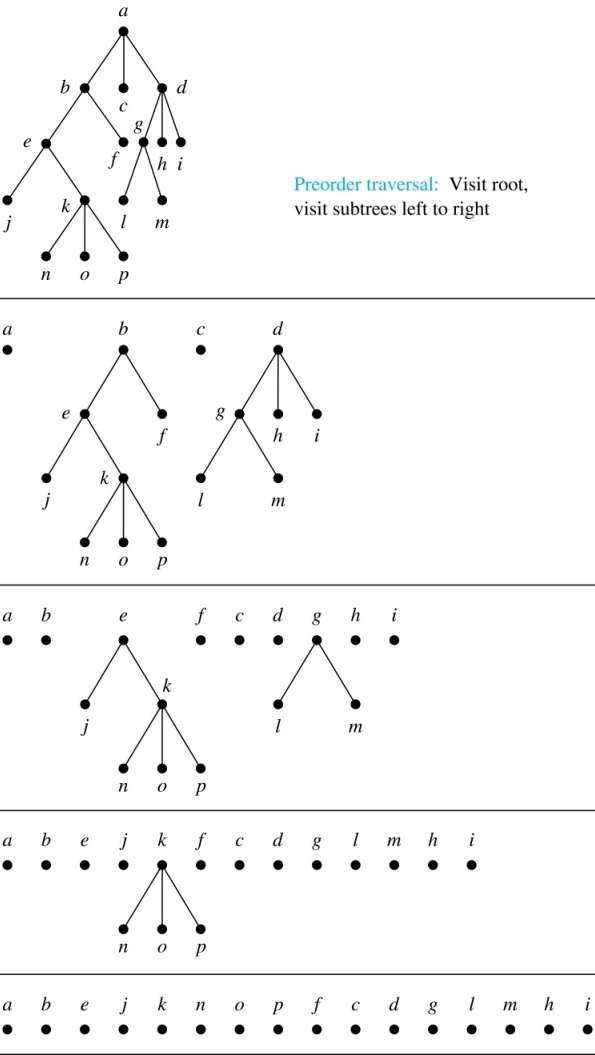 a
b d
c
g
e f h i
j k l m
n o p
Preorder traversal: Visit root,
visit subtrees left to right
a b c d
e g
f h i
k
j l m
n o p
a b e f c d g h i
k
j l m
n o p
a b e j k f c d g l m h i
n o p
a b e j k n o p f c d g l m h i